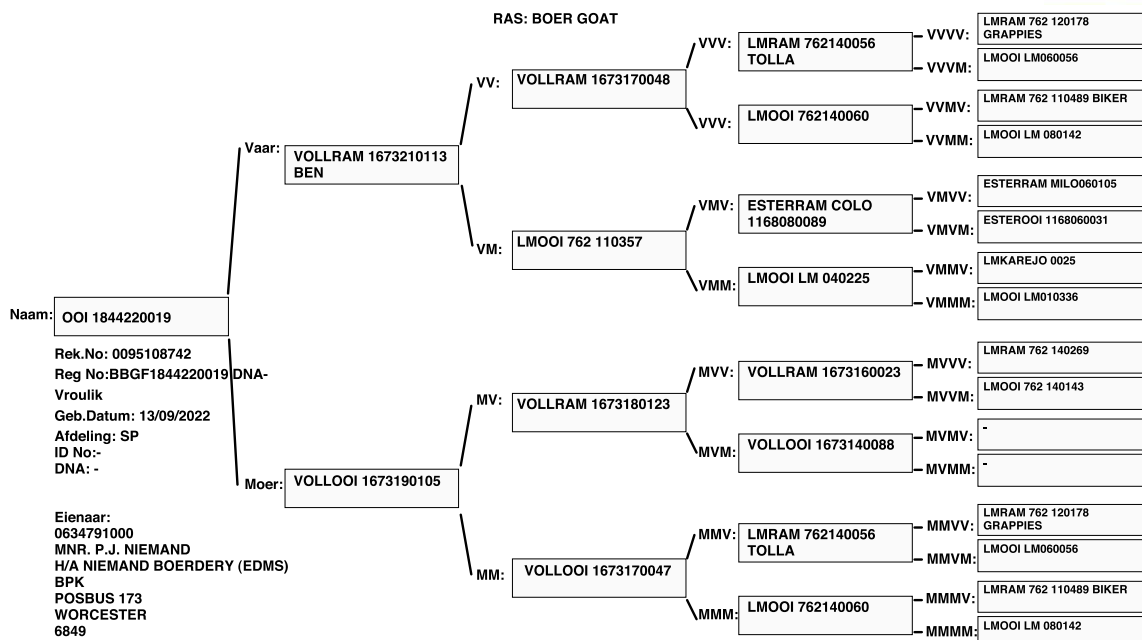 RAS: BOER GOAT
Naam: OOI 1844220019
Rek.No: 0095108742
Reg No:BBGF1844220019 DNA-
Vroulik
Geb.Datum: 13/09/2022
Afdeling: SP
ID No:-
DNA: -
Eienaar:
0634791000
MNR. P.J. NIEMAND
H/A NIEMAND BOERDERY (EDMS)
BPK
POSBUS 173
WORCESTER
6849
Vaar: VOLLRAM 1673210113
BEN
Moer: VOLLOOI 1673190105
VV: VOLLRAM 1673170048
VM: LMOOI 762 110357
MV: VOLLRAM 1673180123
MM: VOLLOOI 1673170047
VVV: LMRAM 762140056
TOLLA
VVV: LMOOI 762140060
VMV: ESTERRAM COLO
1168080089
VMM: LMOOI LM 040225
MVV: VOLLRAM 1673160023
MVM: VOLLOOI 1673140088
MMV: LMRAM 762140056
TOLLA
MMM: LMOOI 762140060
VVVV: LMRAM 762 120178
GRAPPIES
VVVM: LMOOI LM060056
VVMV: LMRAM 762 110489 BIKER
VVMM: LMOOI LM 080142
VMVV: ESTERRAM MILO060105
VMVM: ESTEROOI 1168060031
VMMV: LMKAREJO 0025
VMMM: LMOOI LM010336
MVVV: LMRAM 762 140269
MVVM: LMOOI 762 140143
MVMV: -
MVMM: -
MMVV: LMRAM 762 120178
GRAPPIES
MMVM: LMOOI LM060056
MMMV: LMRAM 762 110489 BIKER
MMMM: LMOOI LM 080142